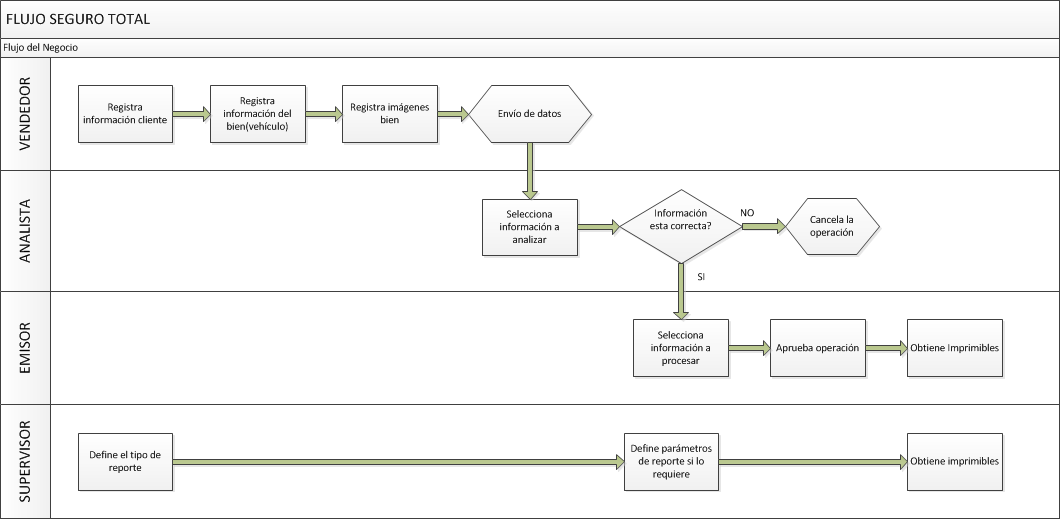 FLUJO SEGURO TOTAL
Flujo del Negocio
VENDEDOR
Registra
información cliente
Registra
información del
bien(vehículo)
Registra imágenes
bien
Envío de datos
ANALISTA
Selecciona
información a
analizar
Información
esta correcta?
NO
Cancela la
operación
SI
EMISOR
Selecciona
información a
procesar
Aprueba operación
Obtiene Imprimibles
SUPERVISOR
Define el tipo de
reporte
Define parámetros
de reporte si lo
requiere
Obtiene imprimibles